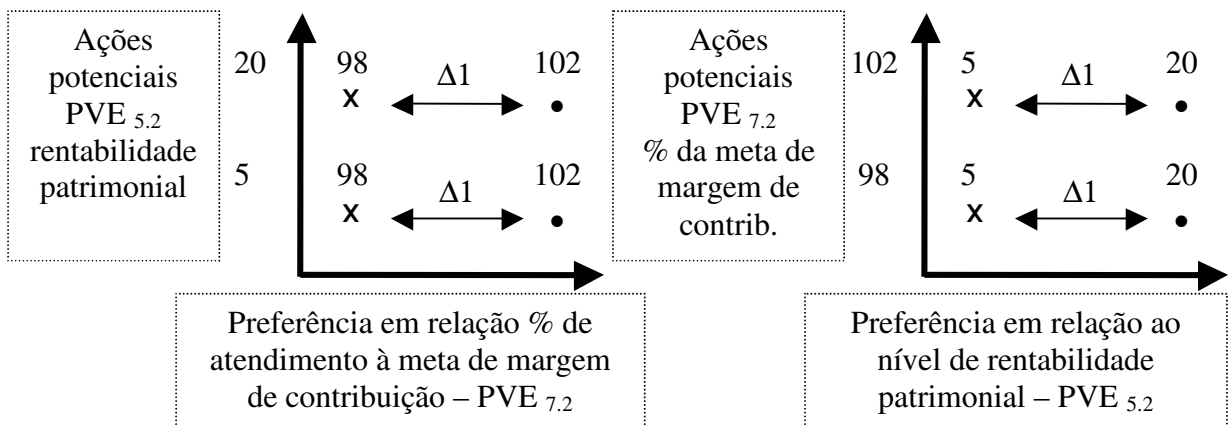 Ações
potenciais
PVE 5.2
rentabilidade
patrimonial
20
98
Δ1
102
x
•
5
98
Δ1
102
x
•
Preferência em relação % de
atendimento à meta de margem
de contribuição – PVE 7.2
Ações
potenciais
PVE 7.2
% da meta de
margem de
contrib.
102
5
Δ1
20
x
•
98
5
Δ1
20
x
•
Preferência em relação ao
nível de rentabilidade
patrimonial – PVE 5.2